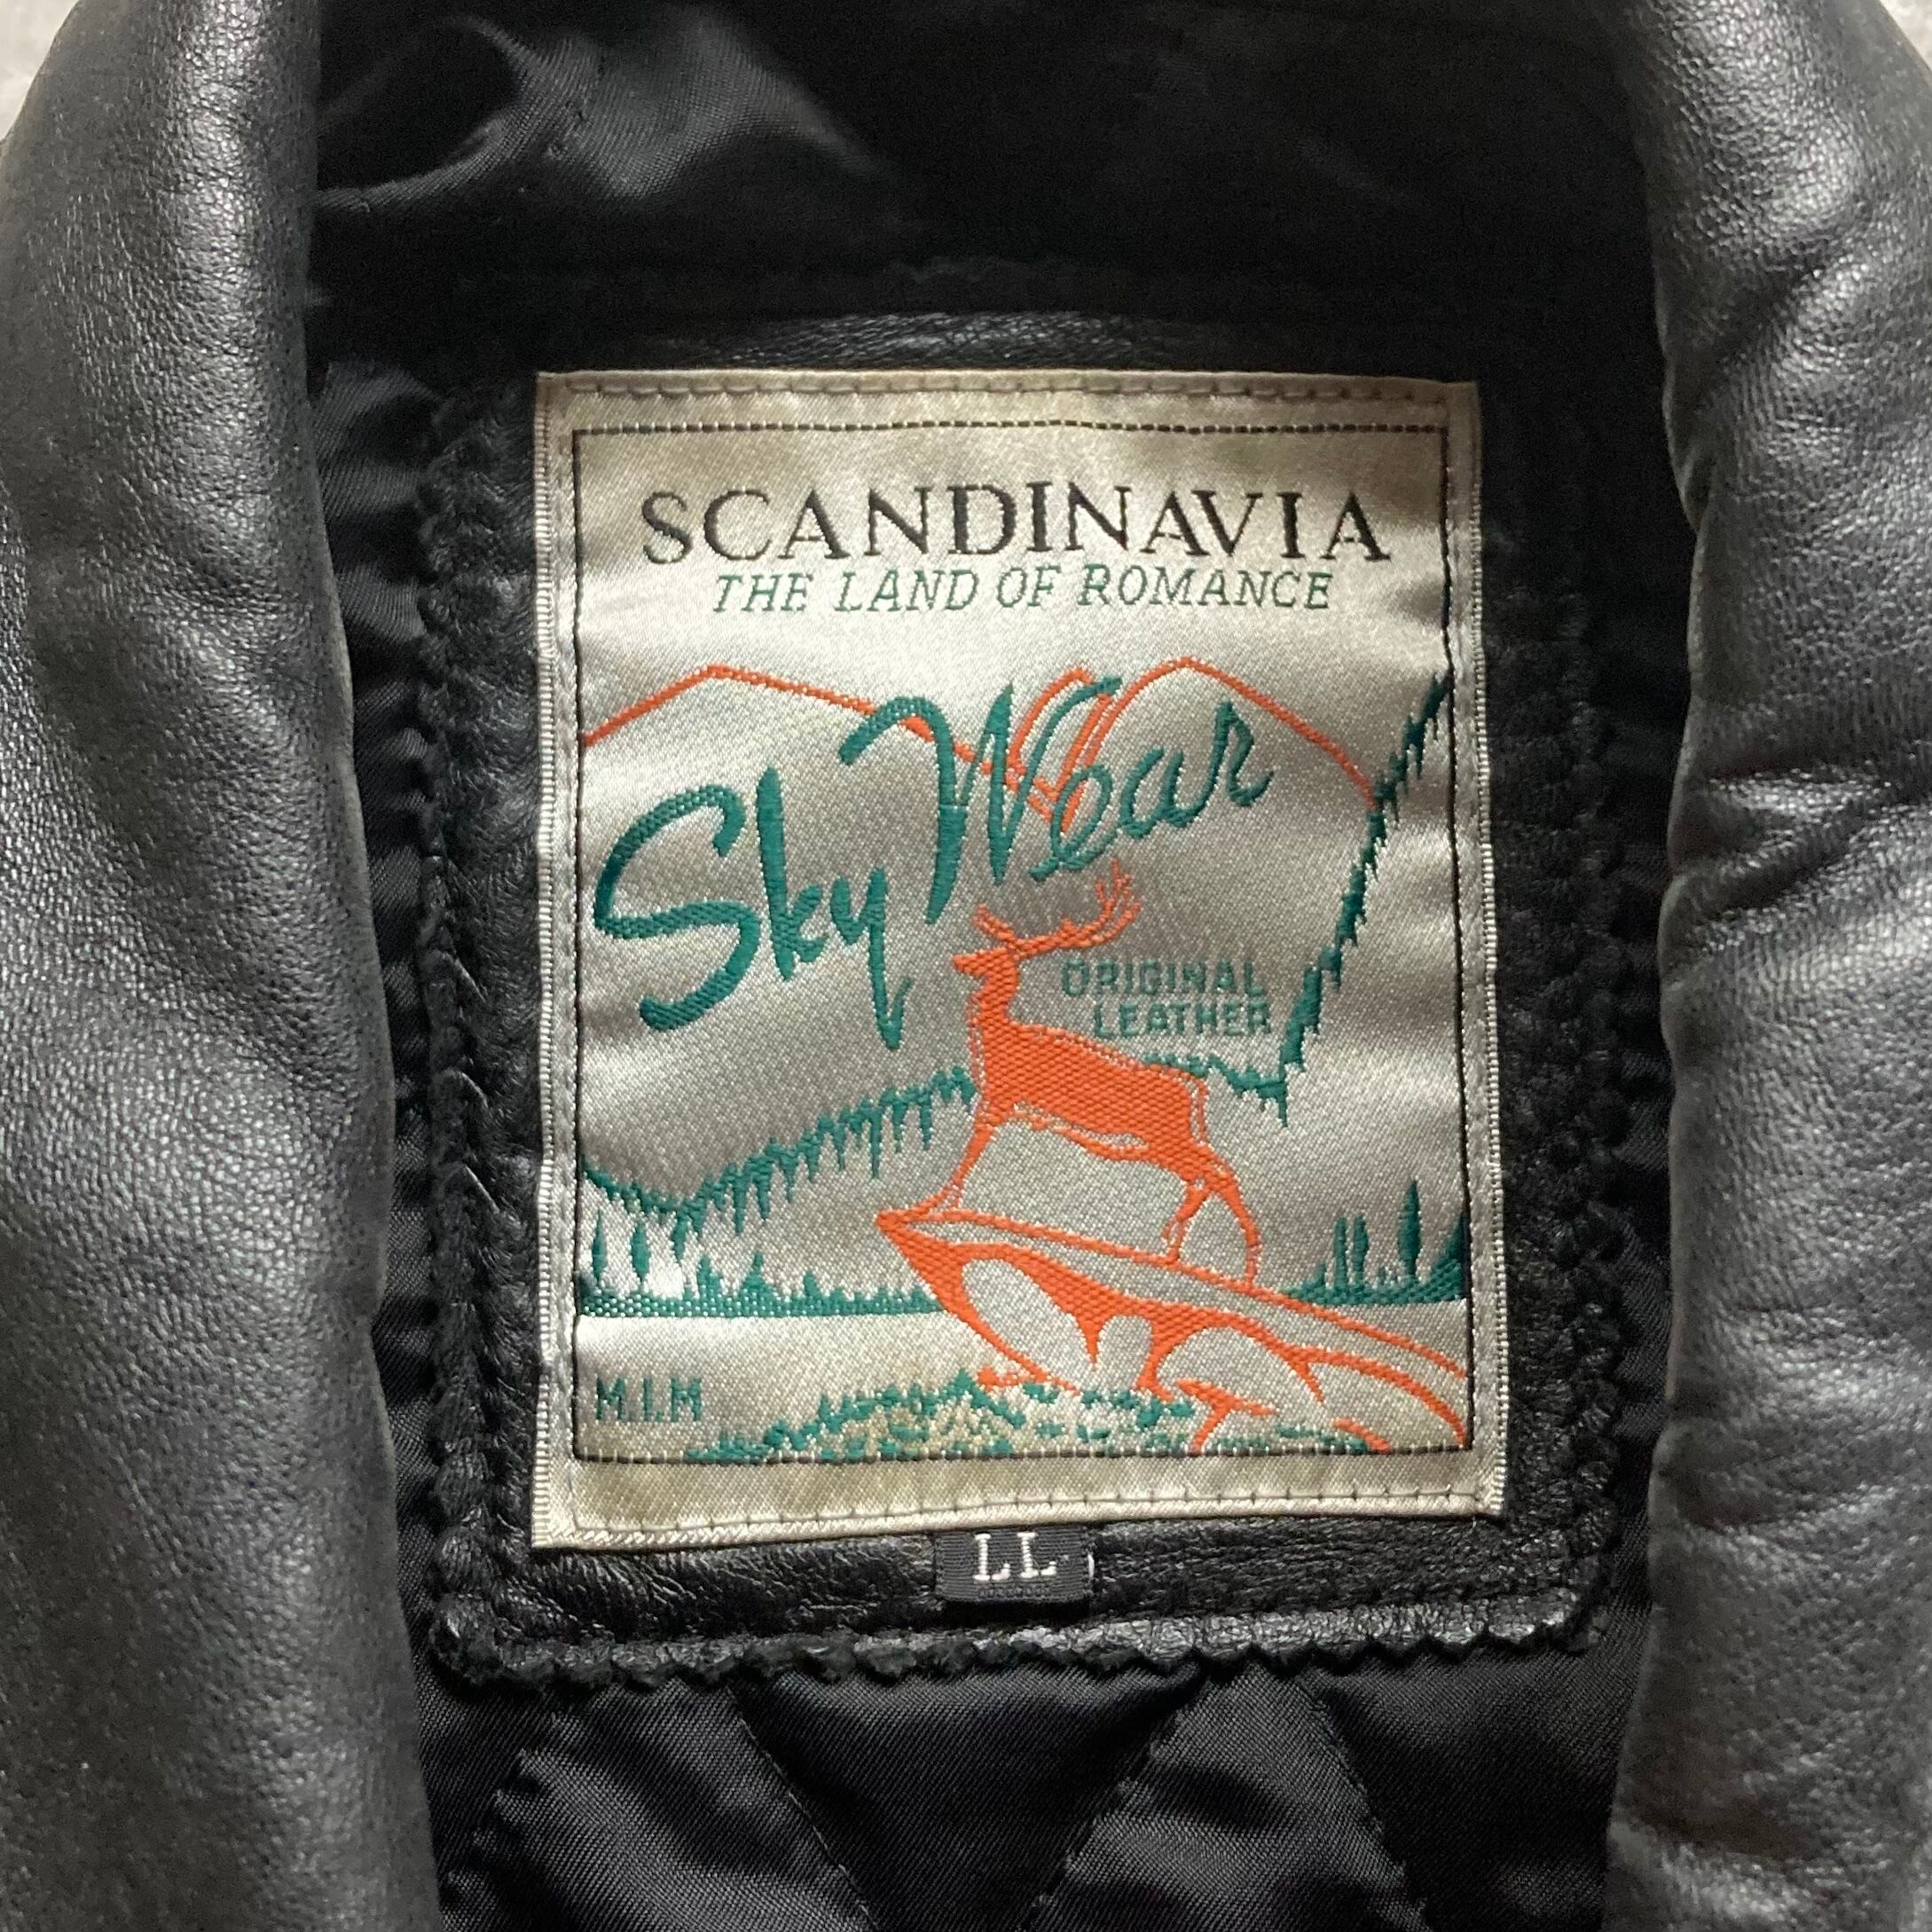 SCANDINAVIA
THE LAND OF ROMANCE
Sky Wear
ORIGINAL
LEATHER
M.I.M
LL